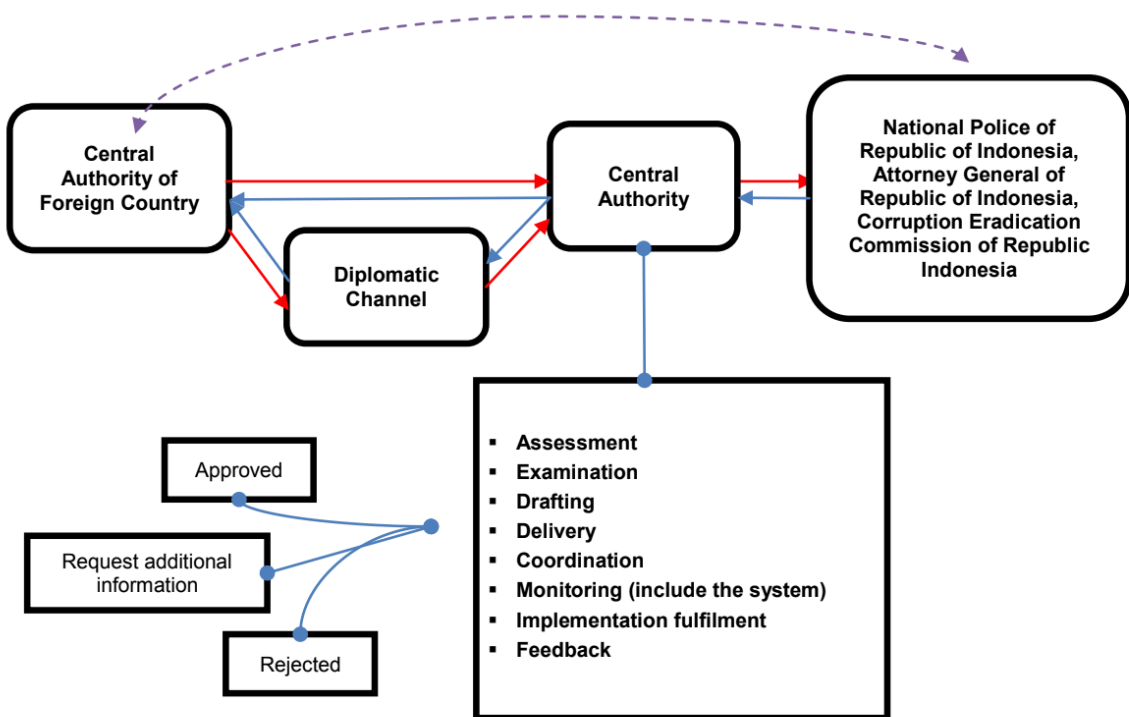 Central
Authority of
Foreign Country
Central
Authority
National Police of
Republic of Indonesia,
Attorney General of
Republic of Indonesia,
Corruption Eradication
Commission of Republic
Indonesia
Diplomatic
Channel
▪ Assessment
▪ Examination
▪ Drafting
▪ Delivery
▪ Coordination
▪ Monitoring (include the system)
▪ Implementation fulfilment
▪ Feedback
Approved
Request additional
information
Rejected